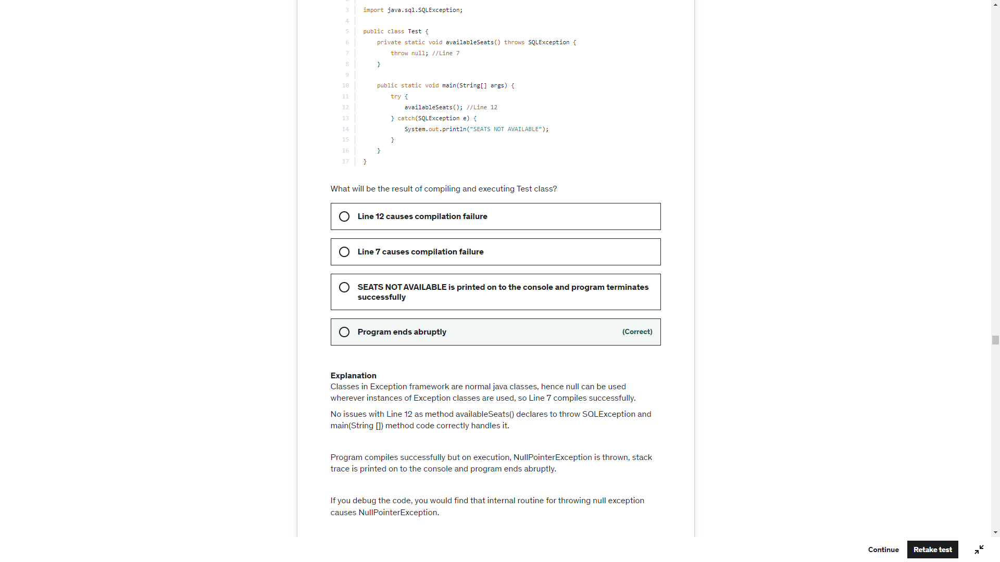 3 import java.sql.SQLException;
4
5 public class Test {
6 private static void availableSeats() throws SQLException {
7 throw null; //Line 7
8 }
9
10 public static void main(String[] args) {
11 try {
12 availableSeats(); //Line 12
13 } catch(SQLException e) {
14 System.out.println("SEATS NOT AVAILABLE");
15 }
16 }
17 }
What will be the result of compiling and executing Test class?
Line 12 causes compilation failure
Line 7 causes compilation failure
SEATS NOT AVAILABLE is printed on to the console and program terminates
successfully
Program ends abruptly (Correct)
Explanation
Classes in Exception framework are normal java classes, hence null can be used
wherever instances of Exception classes are used, so Line 7 compiles successfully.
No issues with Line 12 as method availableSeats() declares to throw SQLException and
main(String []) method code correctly handles it.
Program compiles successfully but on execution, NullPointerException is thrown, stack
trace is printed on to the console and program ends abruptly.
If you debug the code, you would find that internal routine for throwing null exception
causes NullPointerException.
Continue Retake test